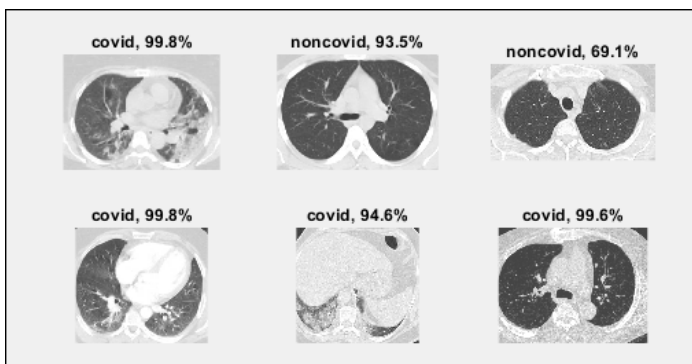 covid, 99.8%
noncovid, 93.5%
noncovid, 69.1%
covid, 99.8%
covid, 94.6%
covid, 99.6%